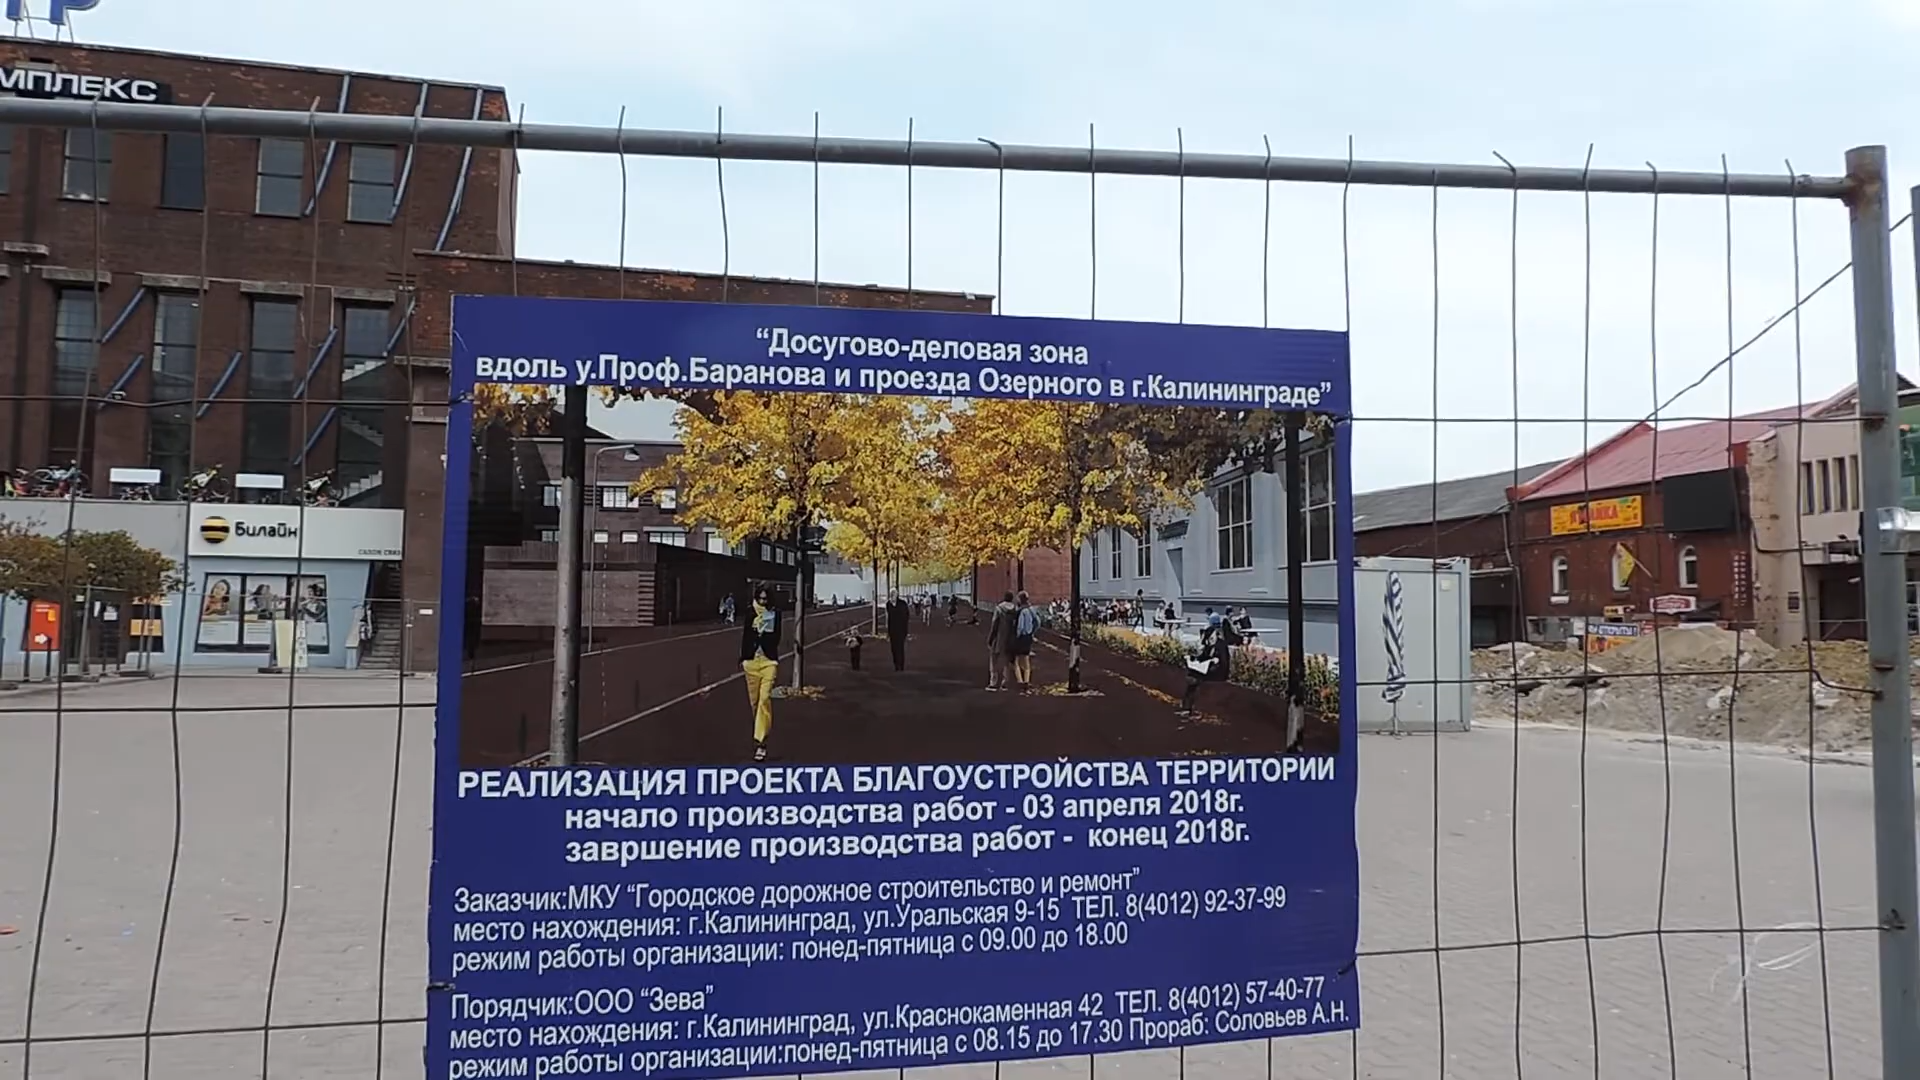 МПЛЕКС
Билайн
“Досугово-деловая зона
вдоль у.Проф.Баранова и проезда Озерного в г.Калининграде”
РЕАЛИЗАЦИЯ ПРОЕКТА БЛАГОУСТРОЙСТВА ТЕРРИТОРИИ
начало производства работ - 03 апреля 2018г.
завршение производства работ - конец 2018г.
Заказчик:МКУ “Городское дорожное строительство и ремонт”
место нахождения: г.Калининград, ул.Уральская 9-15 ТЕЛ. 8(4012) 92-37-99
режим работы организации: понед-пятница с 09.00 до 18.00
Порядчик:ООО “Зева”
место нахождения: г.Калининград, ул.Краснокаменная 42 ТЕЛ. 8(4012) 57-40-77
режим работы организации:понед-пятница с 08.15 до 17.30 Прораб: Соловьев А.Н.